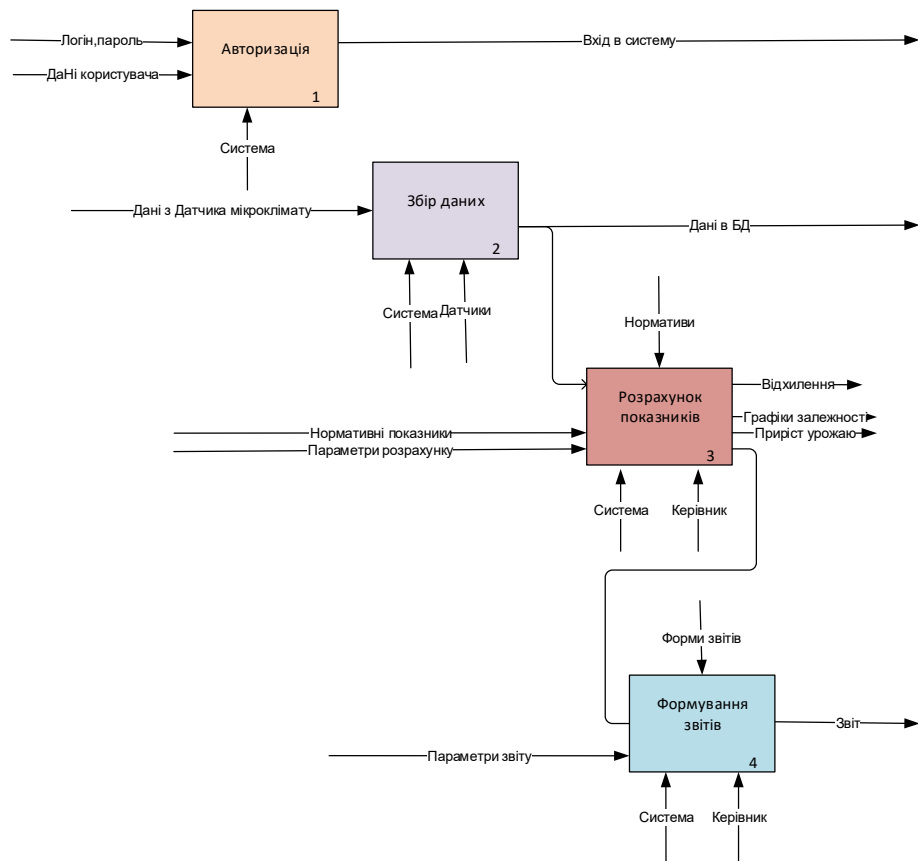 Логін,пароль
Авторизація
Вхід в систему
ДаНі користувача
1
Система
Дані з Датчика мікроклімату
Збір даних
Дані в БД
2
Система
Датчики
Нормативи
Розрахунок
показників
Відхилення
Графіки залежності
Нормативні показники
Приріст урожаю
Параметри розрахунку
3
Система
Керівник
Форми звітів
Формування
звітів
Звіт
Параметри звіту
4
Система
Керівник